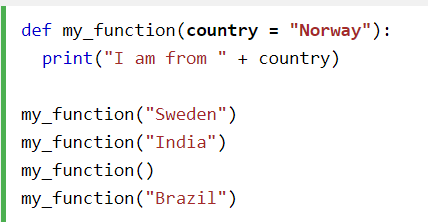 def my_function(country = "Norway"):
  print("I am from " + country)

my_function("Sweden")
my_function("India")
my_function()
my_function("Brazil")